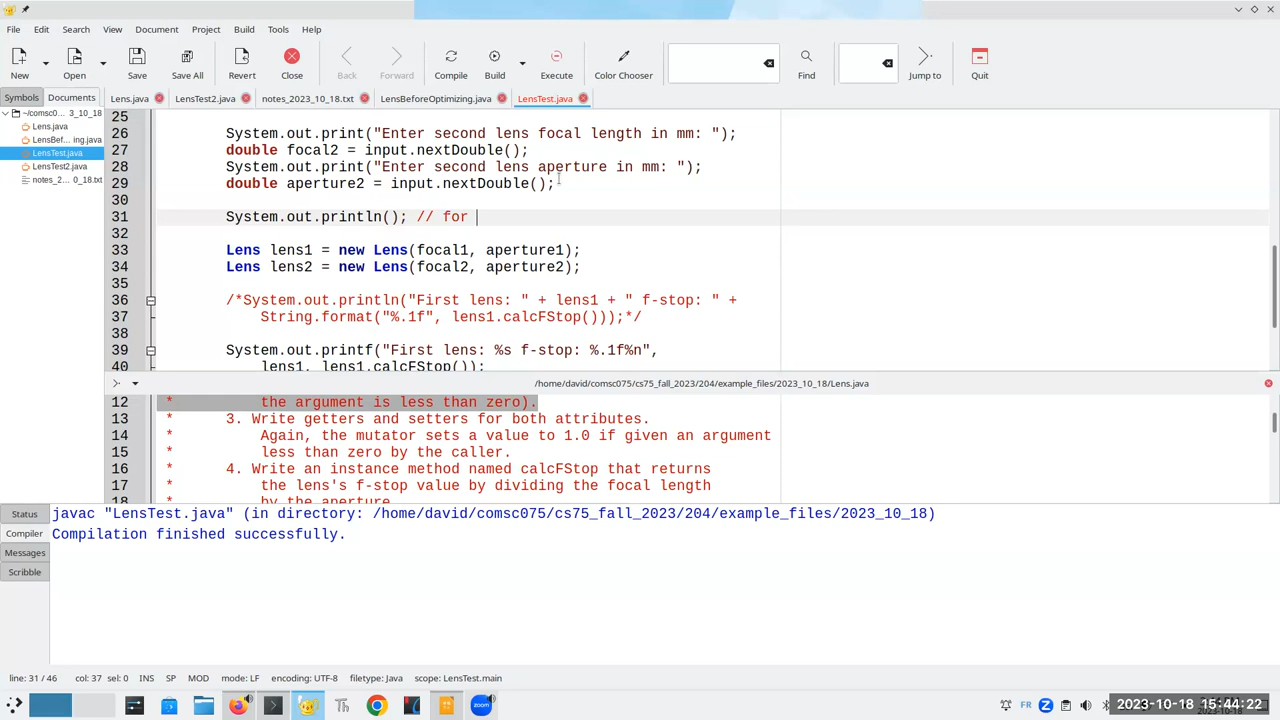 File Edit Search View Document Project Build Tools Help
New Open Save Save All Revert Close Back Forward Compile Build Execute Color Chooser Find Jump to Quit
Symbols Documents Lens.java LensTest2.java notes_2023_10_18.txt LensBeforeOptimizing.java LensTest.java
~/comsc0... 3_10_18
Lens.java
LensBef... ing.java
LensTest.java
LensTest2.java
notes_2... 0_18.txt
25
26 System.out.print("Enter second lens focal length in mm: ");
27 double focal2 = input.nextDouble();
28 System.out.print("Enter second lens aperture in mm: ");
29 double aperture2 = input.nextDouble();
30
31 System.out.println(); // for
32
33 Lens lens1 = new Lens(focal1, aperture1);
34 Lens lens2 = new Lens(focal2, aperture2);
35
36 /*System.out.println("First lens: " + lens1 + " f-stop: " +
37 String.format("%.1f", lens1.calcFStop()));*/
38
39 System.out.printf("First lens: %s f-stop: %.1f%n",
40 lens1, lens1.calcFStop());
/home/david/comsc075/cs75_fall_2023/204/example_files/2023_10_18/Lens.java
12 * the argument is less than zero).
13 * 3. Write getters and setters for both attributes.
14 * Again, the mutator sets a value to 1.0 if given an argument
15 * less than zero by the caller.
16 * 4. Write an instance method named calcFStop that returns
17 * the lens's f-stop value by dividing the focal length
18 * by the aperture.
Status
Compiler
Messages
Scribble
javac "LensTest.java" (in directory: /home/david/comsc075/cs75_fall_2023/204/example_files/2023_10_18)
Compilation finished successfully.
line: 31 / 46 col: 37 sel: 0 INS SP MOD mode: LF encoding: UTF-8 filetype: Java scope: LensTest.main
Th zoom Z FR 2023-10-18 15:44:22